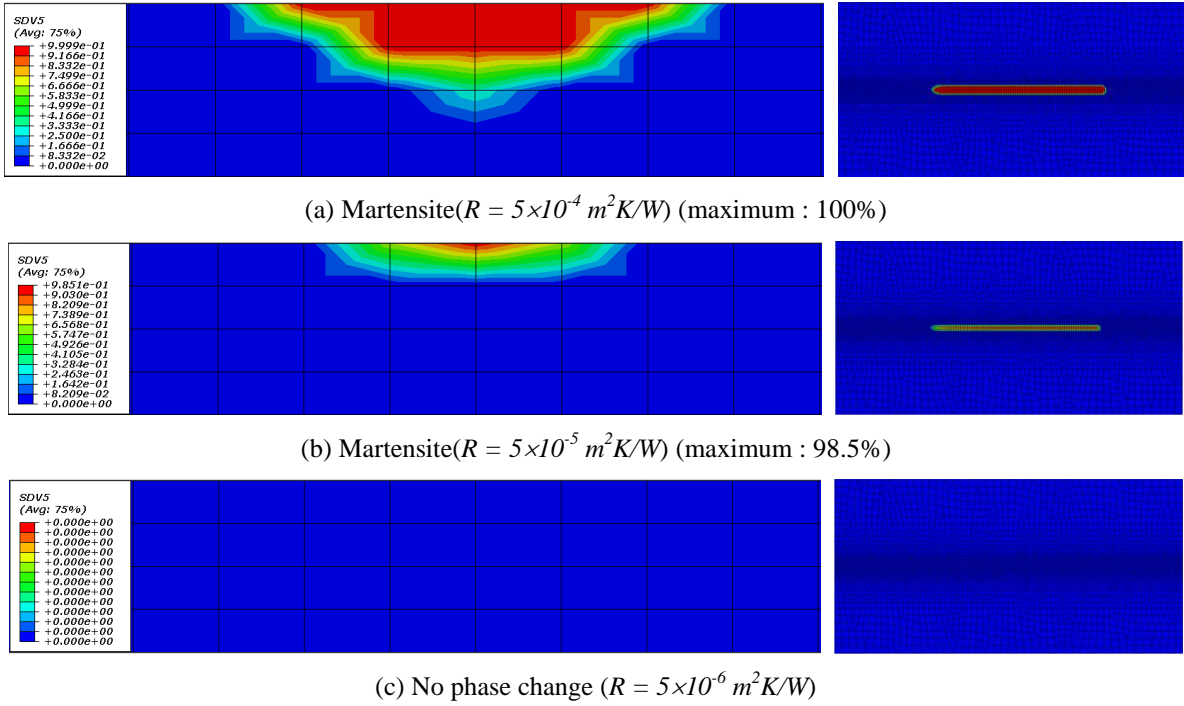 SDV5
(Avg: 75%)
+9.999e-01
+9.166e-01
+8.332e-01
+7.499e-01
+6.666e-01
+5.833e-01
+4.999e-01
+4.166e-01
+3.333e-01
+2.500e-01
+1.666e-01
+8.332e-02
+0.000e+00
(a) Martensite(R = 5×10⁻⁴ m²K/W) (maximum : 100%)
SDV5
(Avg: 75%)
+9.851e-01
+9.030e-01
+8.209e-01
+7.389e-01
+6.568e-01
+5.747e-01
+4.926e-01
+4.105e-01
+3.284e-01
+2.463e-01
+1.642e-01
+8.209e-02
+0.000e+00
(b) Martensite(R = 5×10⁻⁵ m²K/W) (maximum : 98.5%)
SDV5
(Avg: 75%)
+0.000e+00
+0.000e+00
+0.000e+00
+0.000e+00
+0.000e+00
+0.000e+00
+0.000e+00
+0.000e+00
+0.000e+00
+0.000e+00
+0.000e+00
+0.000e+00
+0.000e+00
(c) No phase change (R = 5×10⁻⁶ m²K/W)